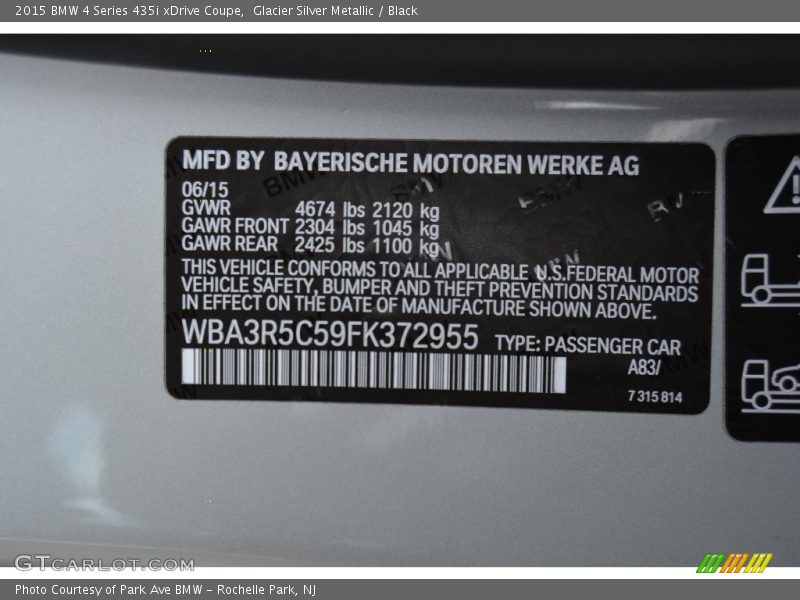 2015 BMW 4 Series 435i xDrive Coupe,  Glacier Silver Metallic / Black
MFD BY BAYERISCHE MOTOREN WERKE AG
06/15
GVWR 4674 lbs 2120 kg
GAWR FRONT 2304 lbs 1045 kg
GAWR REAR 2425 lbs 1100 kg
THIS VEHICLE CONFORMS TO ALL APPLICABLE U.S.FEDERAL MOTOR
VEHICLE SAFETY, BUMPER AND THEFT PREVENTION STANDARDS
IN EFFECT ON THE DATE OF MANUFACTURE SHOWN ABOVE.
WBA3R5C59FK372955 TYPE: PASSENGER CAR
A83/
7 315 814
GTCARLOT.COM
Photo Courtesy of Park Ave BMW - Rochelle Park, NJ